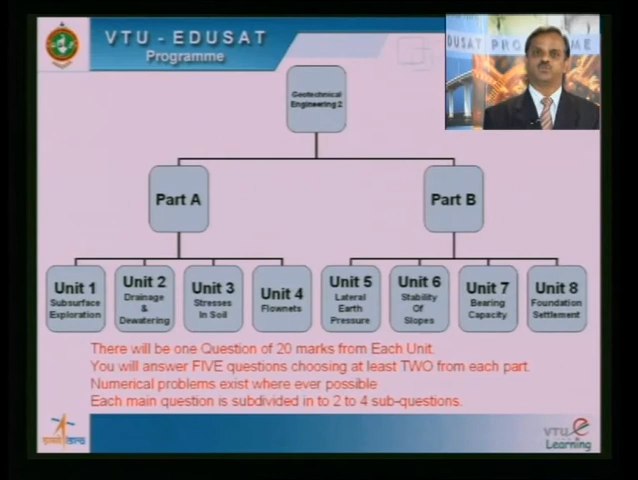 VTU - EDUSAT
Programme
EDUSAT PROGRAMME
Geotechnical
Engineering 2
Part A
Part B
Unit 1
Subsurface
Exploration
Unit 2
Drainage
&
Dewatering
Unit 3
Stresses
In Soil
Unit 4
Flownets
Unit 5
Lateral
Earth
Pressure
Unit 6
Stability
Of
Slopes
Unit 7
Bearing
Capacity
Unit 8
Foundation
Settlement
There will be one Question of 20 marks from Each Unit.
You will answer FIVE questions choosing at least TWO from each part.
Numerical problems exist where ever possible
Each main question is subdivided in to 2 to 4 sub-questions.
VTU e
Learning